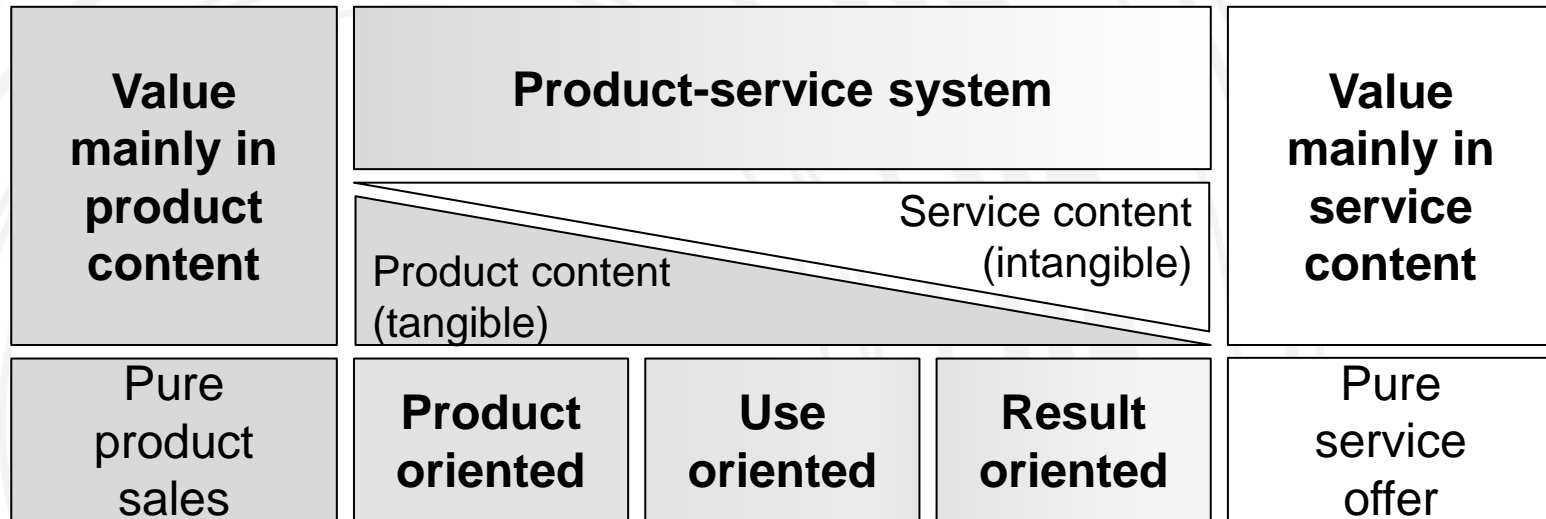 Value
mainly in
product
content
Product-service system
Service content
(intangible)
Product content
(tangible)
Value
mainly in
service
content
Pure
product
sales
Product
oriented
Use
oriented
Result
oriented
Pure
service
offer